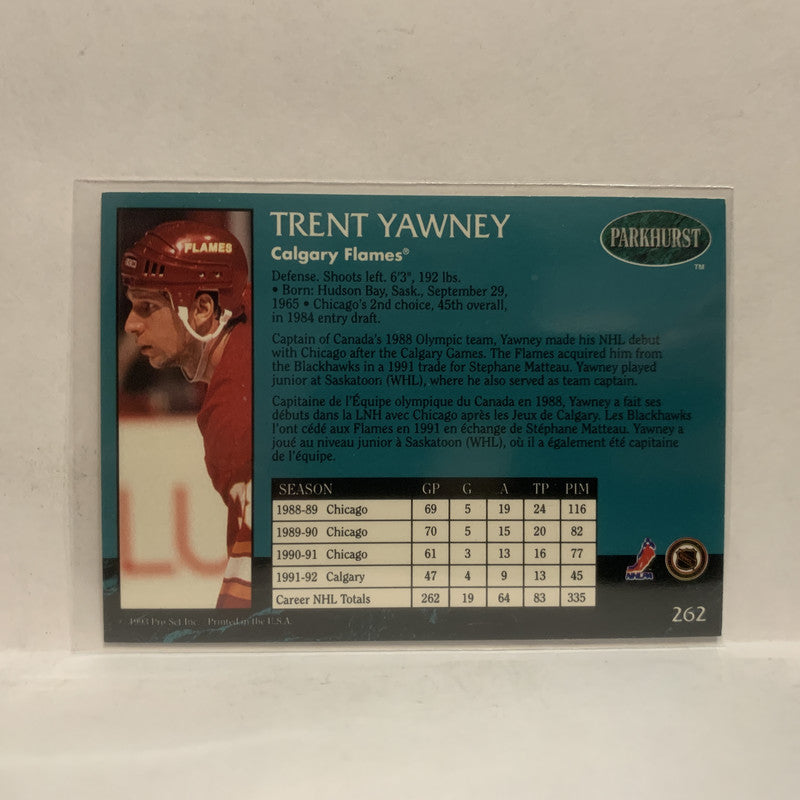 FLAMES
TRENT YAWNEY
PARKHURST
TM
Calgary Flames®
Defense. Shoots left. 6'3", 192 lbs.
• Born: Hudson Bay, Sask., September 29,
1965 • Chicago's 2nd choice, 45th overall,
in 1984 entry draft.
Captain of Canada's 1988 Olympic team, Yawney made his NHL debut
with Chicago after the Calgary Games. The Flames acquired him from
the Blackhawks in a 1991 trade for Stephane Matteau. Yawney played
junior at Saskatoon (WHL), where he also served as team captain.
Capitaine de l'Équipe olympique du Canada en 1988, Yawney a fait ses
débuts dans la LNH avec Chicago après les Jeux de Calgary. Les Blackhawks
l'ont cédé aux Flames en 1991 en échange de Stéphane Matteau. Yawney a
joué au niveau junior à Saskatoon (WHL), où il a également été capitaine
de l'équipe.
LU
SEASON GP G A TP PIM
1988-89 Chicago 69 5 19 24 116
1989-90 Chicago 70 5 15 20 82
1990-91 Chicago 61 3 13 16 77
1991-92 Calgary 47 4 9 13 45
Career NHL Totals 262 19 64 83 335
NHLPA
262
Pro Set Inc. Printed in the U.S.A.